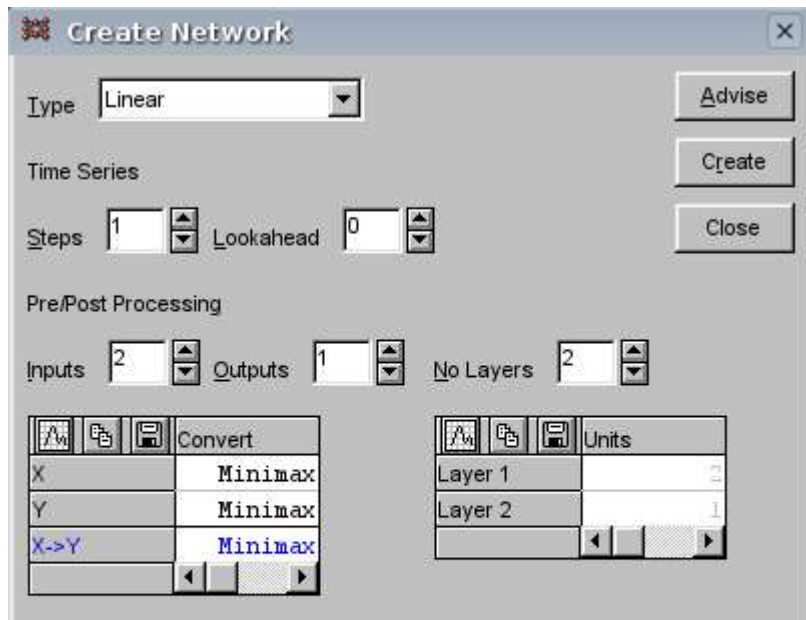 Create Network
Type Linear
Advise
Time Series
Create
Steps 1 Lookahead 0
Close
Pre/Post Processing
Inputs 2 Outputs 1 No Layers 2
Convert
X Minimax
Y Minimax
X->Y Minimax
Units
Layer 1 2
Layer 2 1